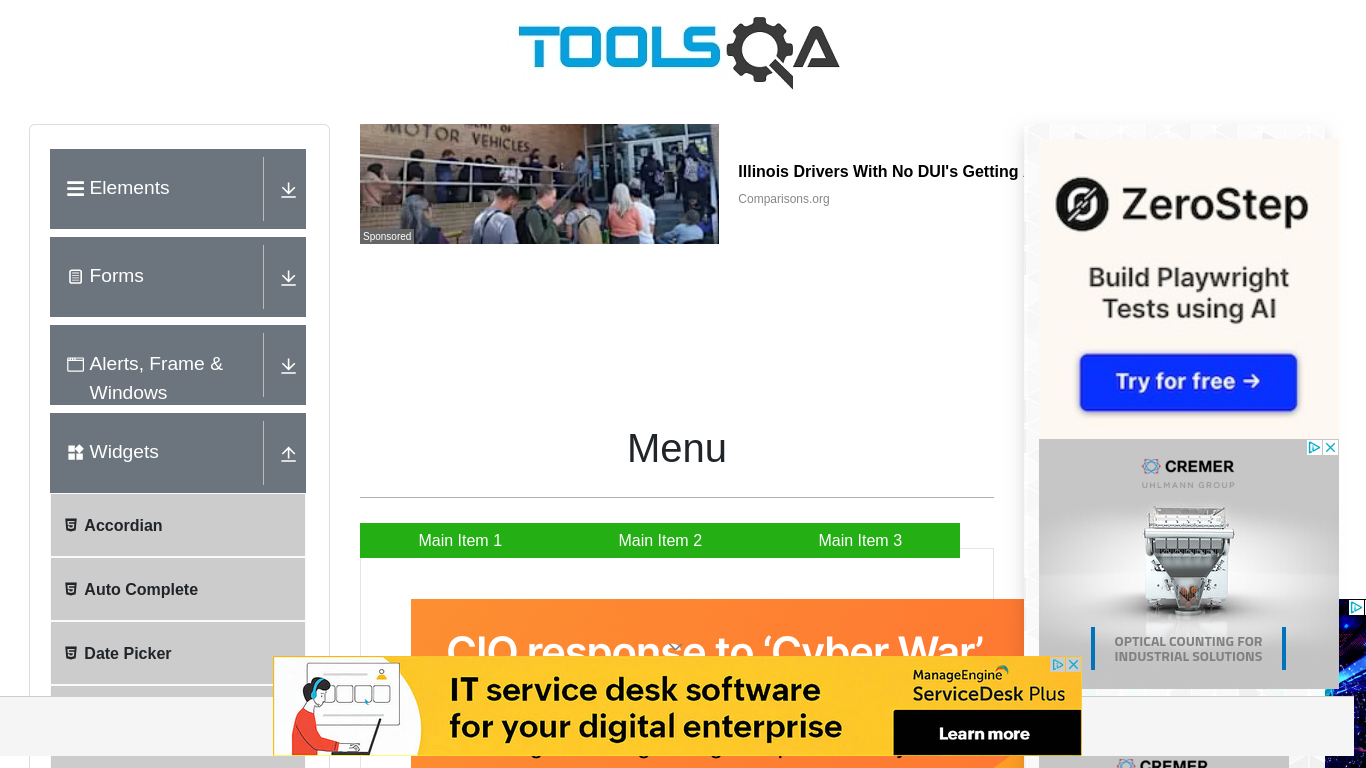 TOOLSQA
Elements
Forms
Alerts, Frame &
Windows
Widgets
Accordian
Auto Complete
Date Picker
MOTOR VEHICLES
Sponsored
Illinois Drivers With No DUI's Getting
Comparisons.org
Menu
Main Item 1
Main Item 2
Main Item 3
CIO response to ‘Cyber War’
IT service desk software
for your digital enterprise
ManageEngine
ServiceDesk Plus
Learn more
ZeroStep
Build Playwright
Tests using AI
Try for free →
CREMER
UHLMANN GROUP
OPTICAL COUNTING FOR
INDUSTRIAL SOLUTIONS
CREMER